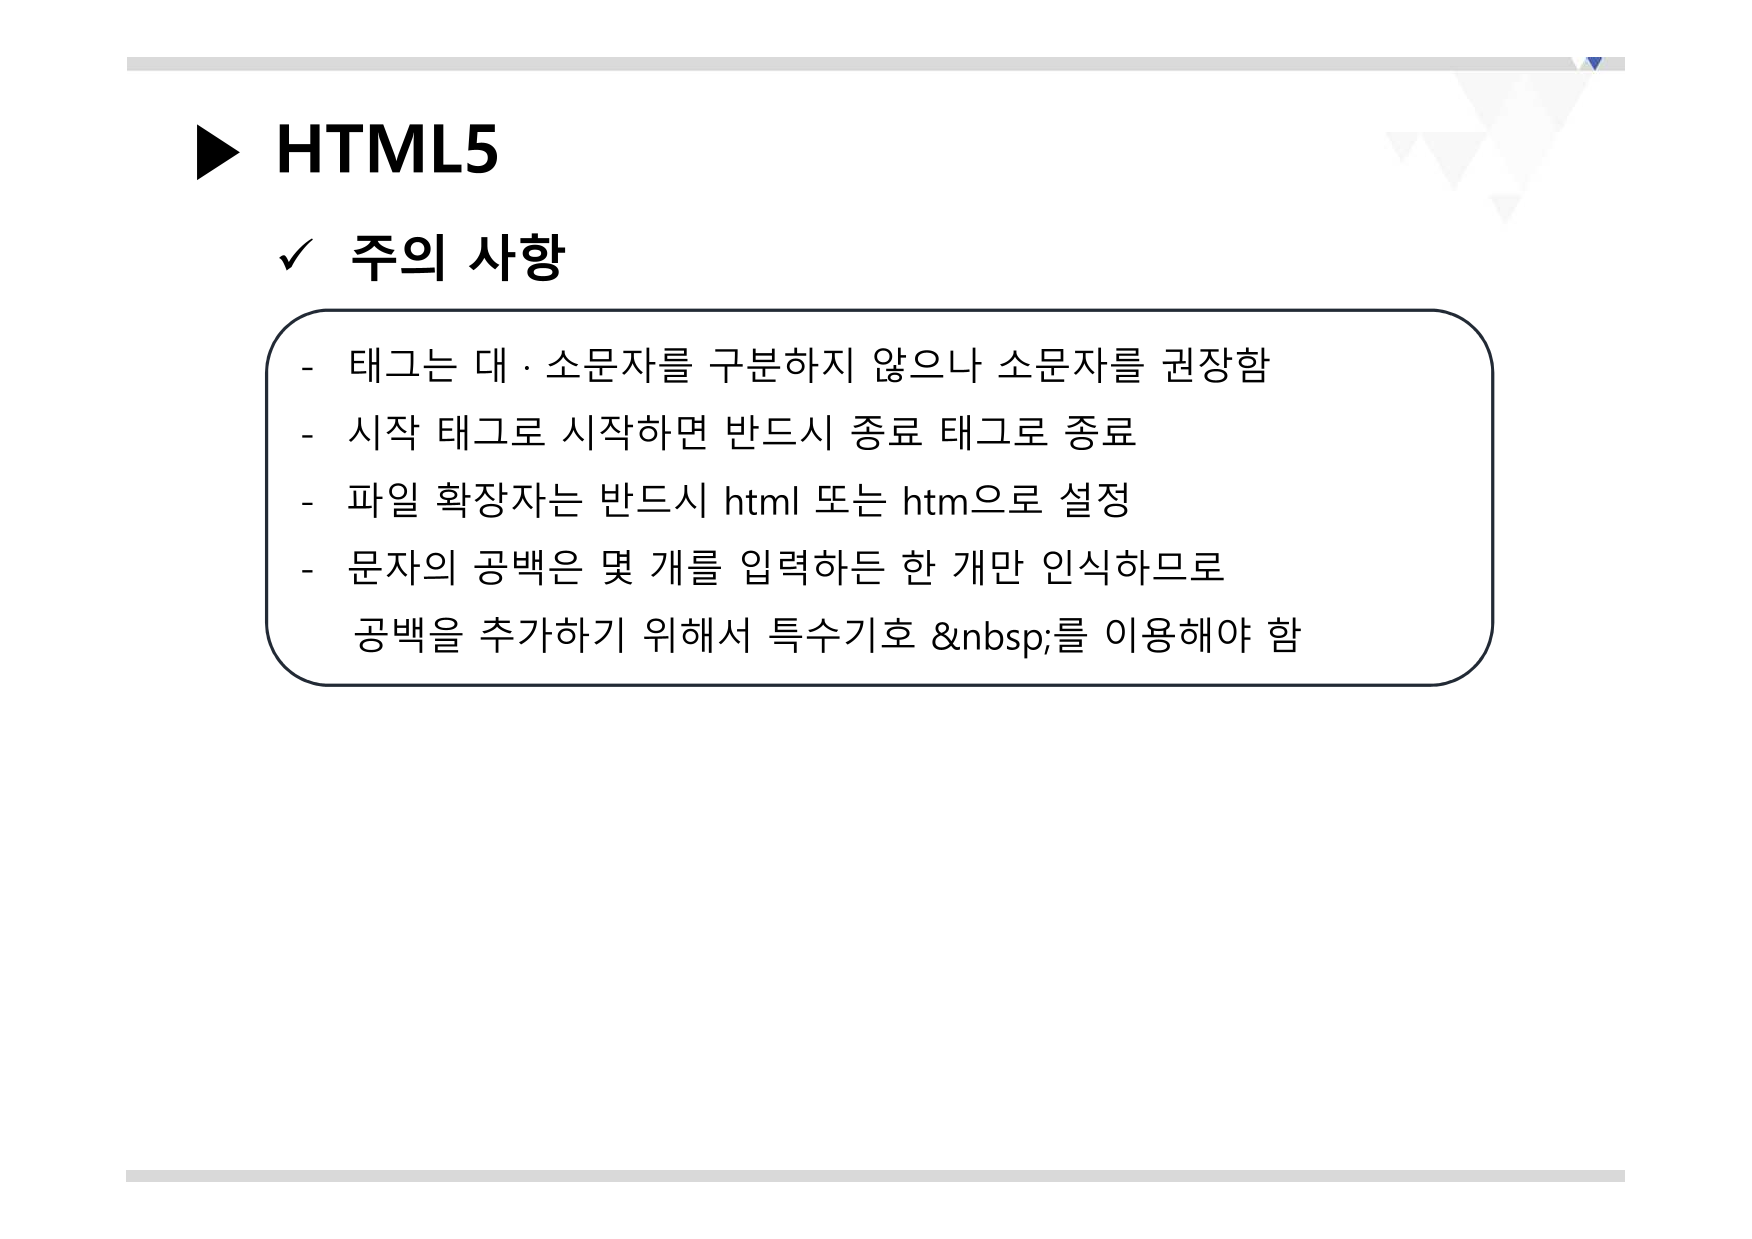 ▶ HTML5
✓ 주의 사항
- 태그는 대 · 소문자를 구분하지 않으나 소문자를 권장함
- 시작 태그로 시작하면 반드시 종료 태그로 종료
- 파일 확장자는 반드시 html 또는 htm으로 설정
- 문자의 공백은 몇 개를 입력하든 한 개만 인식하므로
공백을 추가하기 위해서 특수기호 &nbsp;를 이용해야 함